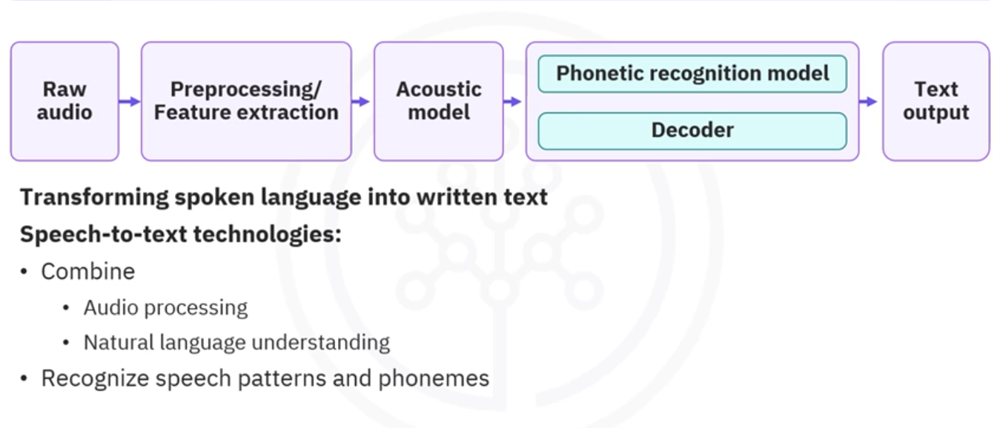 Raw
audio
Preprocessing/
Feature extraction
Acoustic
model
Phonetic recognition model
Decoder
Text
output
Transforming spoken language into written text
Speech-to-text technologies:
• Combine
• Audio processing
• Natural language understanding
• Recognize speech patterns and phonemes